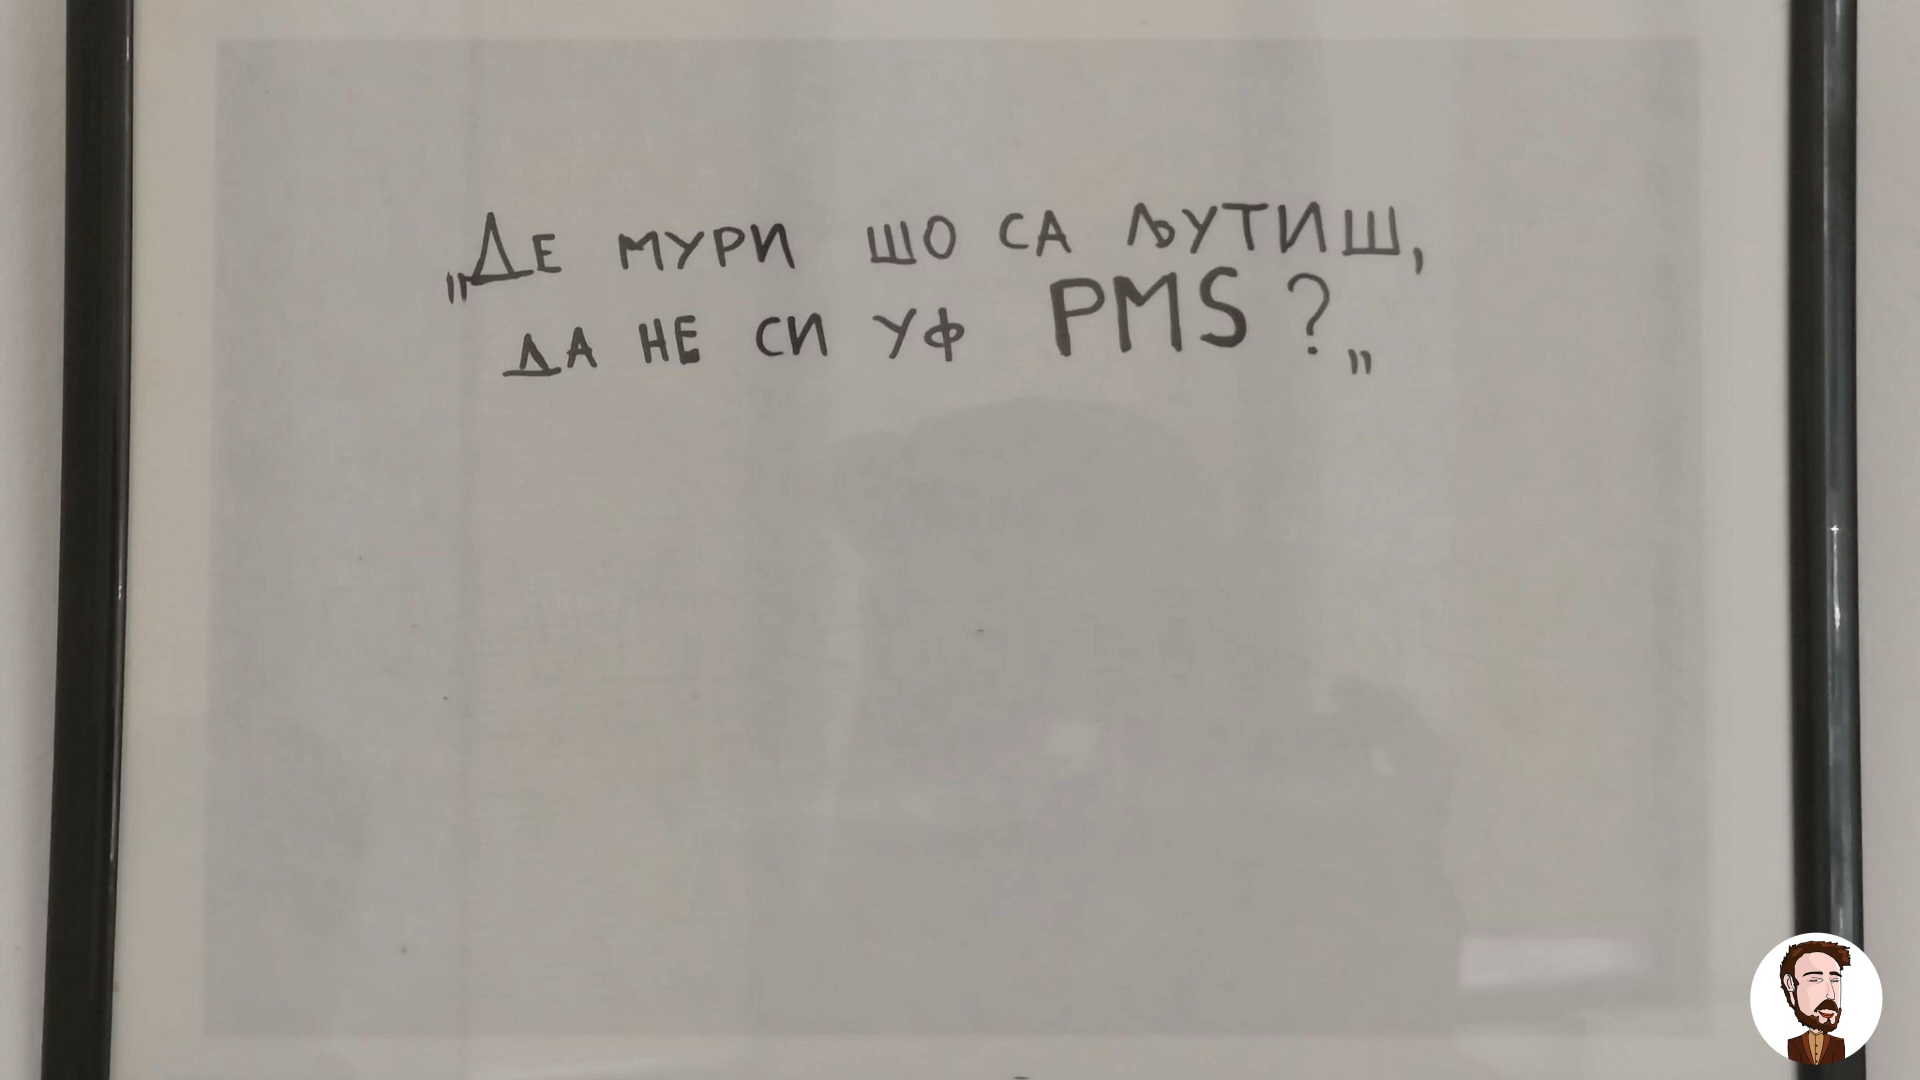 „ДЕ МУРИ ШО СА ЉУТИШ,
ДА НЕ СИ УФ PMS?„